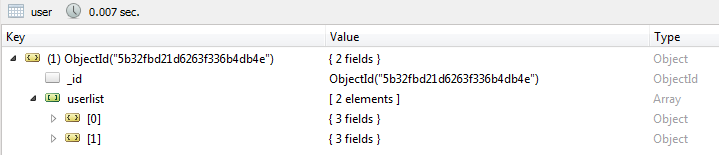 user 0.007 sec.
Key Value Type
(1) ObjectId("5b32fbd21d6263f336b4db4e") { 2 fields } Object
_id ObjectId("5b32fbd21d6263f336b4db4e") ObjectId
userlist [ 2 elements ] Array
[0] { 3 fields } Object
[1] { 3 fields } Object